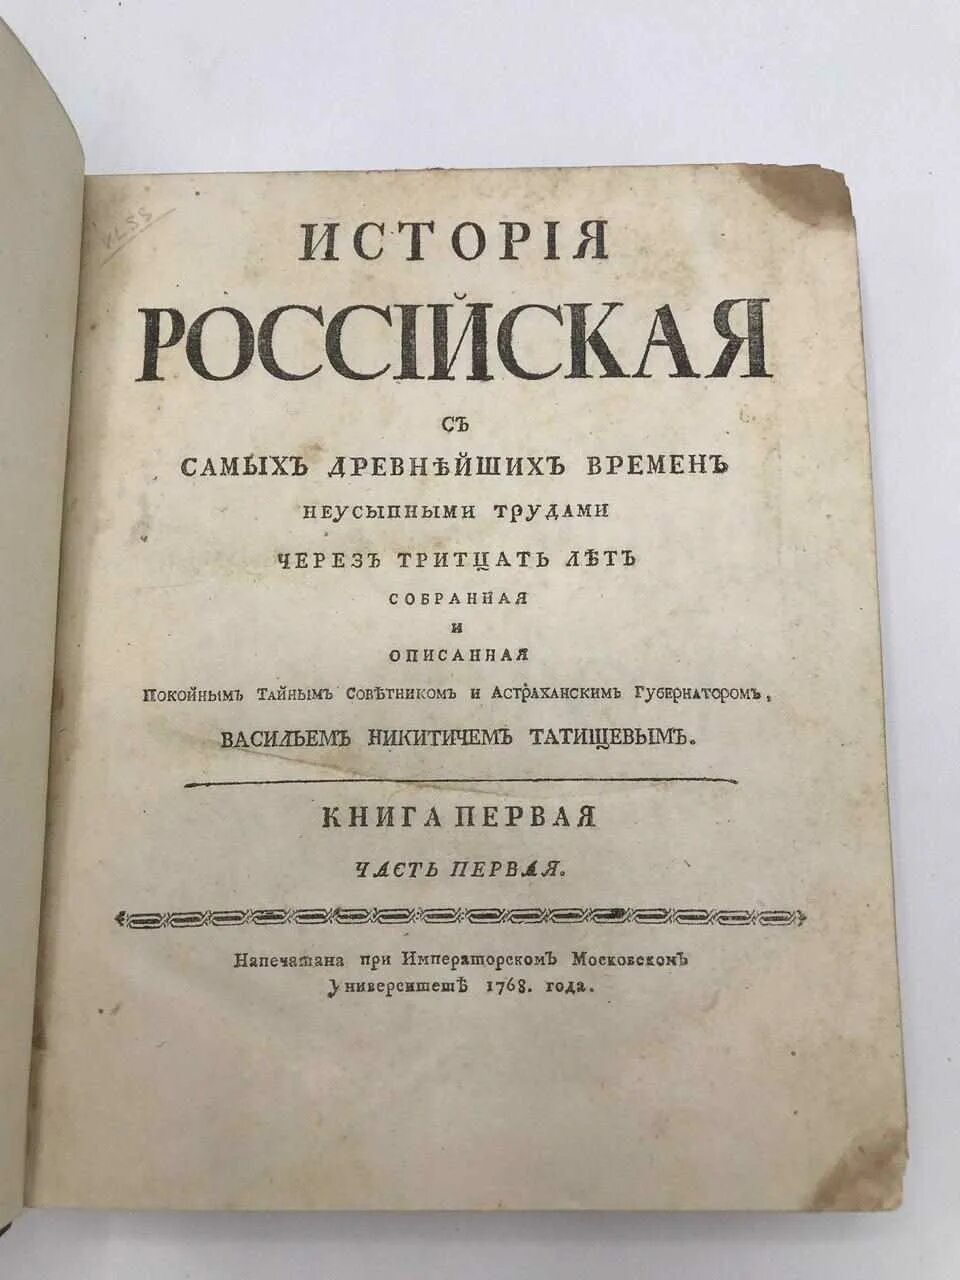 ИСТОРІЯ
РОССІЙСКАЯ
СЪ
САМЫХЪ ДРЕВНѢЙШИХЪ ВРЕМЕНЪ
НЕУСЫПНЫМИ ТРУДАМИ
ЧЕРЕЗЪ ТРИТЦАТЬ ЛѢТЪ
СОБРАННАЯ
И
ОПИСАННАЯ
ПОКОЙНЫМЪ ТАЙНЫМЪ СОВѢТНИКОМЪ И АСТРАХАНСКИМЪ ГУБЕРНАТОРОМЪ,
ВАСИЛЬЕМЪ НИКИТИЧЕМЪ ТАТИЩЕВЫМЪ.
КНИГА ПЕРВАЯ
ЧАСТЬ ПЕРВАЯ.
Напечатана при Императорскомъ Московскомъ
Университетѣ 1768. года.